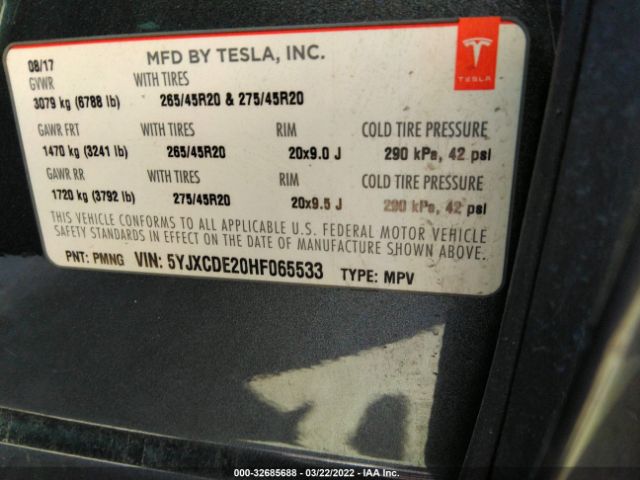 08/17
MFD BY TESLA, INC.
GVWR WITH TIRES
3079 kg (6788 lb) 265/45R20 & 275/45R20
TESLA
GAWR FRT WITH TIRES RIM COLD TIRE PRESSURE
1470 kg (3241 lb) 265/45R20 20x9.0 J 290 kPa, 42 psi
GAWR RR WITH TIRES RIM COLD TIRE PRESSURE
1720 kg (3792 lb) 275/45R20 20x9.5 J 290 kPa, 42 psi
THIS VEHICLE CONFORMS TO ALL APPLICABLE U.S. FEDERAL MOTOR VEHICLE
SAFETY STANDARDS IN EFFECT ON THE DATE OF MANUFACTURE SHOWN ABOVE.
PNT: PMNG VIN: 5YJXCDE20HF065533 TYPE: MPV
000-32685688 - 03/22/2022 - IAA Inc.